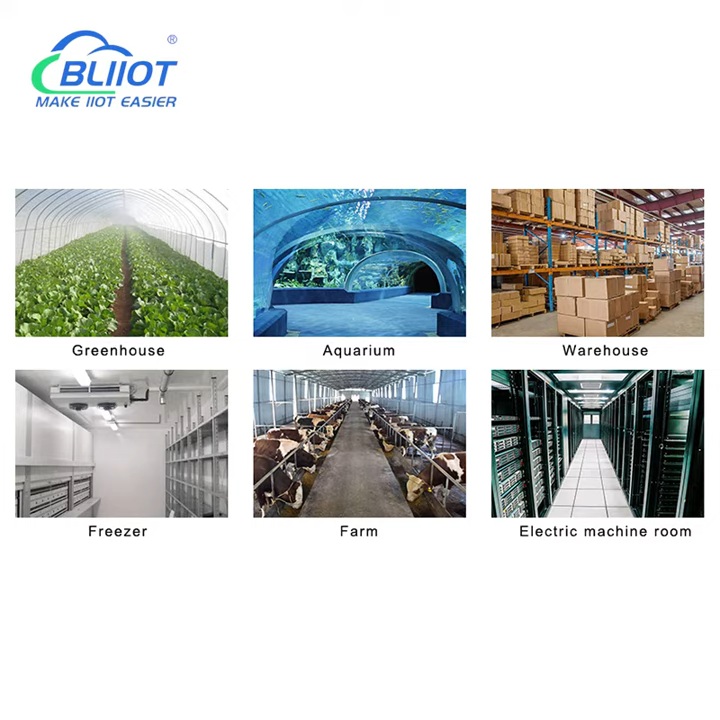 BLIIOT ®
MAKE IIOT EASIER
Greenhouse
Aquarium
Warehouse
Freezer
Farm
Electric machine room